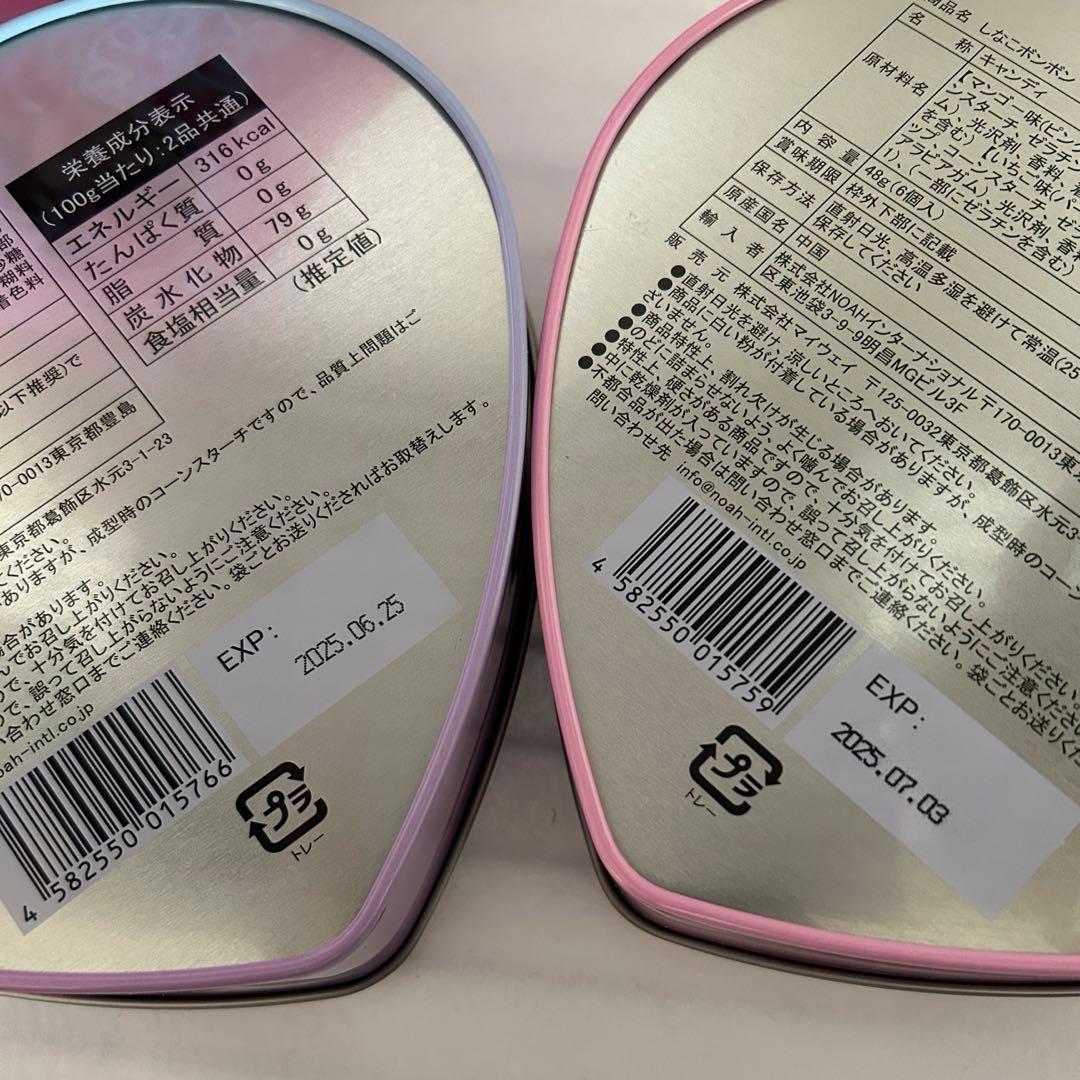 栄養成分表示
(100g当たり:2品共通)
エネルギー 316kcal
たんぱく質 0g
脂質 0g
炭水化物 79g
食塩相当量 0g
(推定値)
糊料
着色料
以下推奨)で
70-0013東京都豊島
東京都葛飾区水元3-1-23
ください。
ありますが、成型時のコーンスターチですので、品質上問題はご
場合があります。
んでお召し上がりください。
ので、十分気を付けてお召し上がりください。
ので、誤って召し上がらないようにご注意ください。
い合わせ窓口までご連絡ください。袋ごとお送りくださればお取替えします。
oah-intl.co.jp
4 582550 015766
EXP:
2025.06.25
プラ
トレー
商品名 しなこボンボン
名称 キャンディ
原材料名
【マンゴー味(ピンク
ンスターチ、ゼラチン
ム)、光沢剤、香料、着
を含む)【いちご味(パー
ップ、コーンスターチ、ゼラチ
アラビアガム)、光沢剤、香料
)、(一部にゼラチンを含む)
内容量 48g(6個入)
賞味期限 枠外下部に記載
保存方法 直射日光、高温多湿を避けて常温(25
保存してください
原産国名 中国
輸入者 株式会社NOAHインターナショナル 〒170-0013東
区東池袋3-9-9明昌MGビル3F
販売元 株式会社マイウェイ 〒125-0032東京都葛飾区水元3-
●直射日光を避け、涼しいところへおいてください。
●商品に白い粉が付着している場合がありますが、成型時のコーン
ざいません。
●商品特性上、割れ欠けが生じる場合があります。
●のどに詰まらせないよう、よく噛んでお召し上がりください。
●特性上、硬さがある商品ですので、十分気を付けてお召し上がりください。
●中に乾燥剤が入っていますので、誤って召し上がらないようにご注意ください。
●不都合品が出た場合は問い合わせ窓口までご連絡ください。袋ごとお送りくだ
問い合わせ先 info@noah-intl.co.jp
4 582550 015759
EXP:
2025.07.03
プラ
トレー